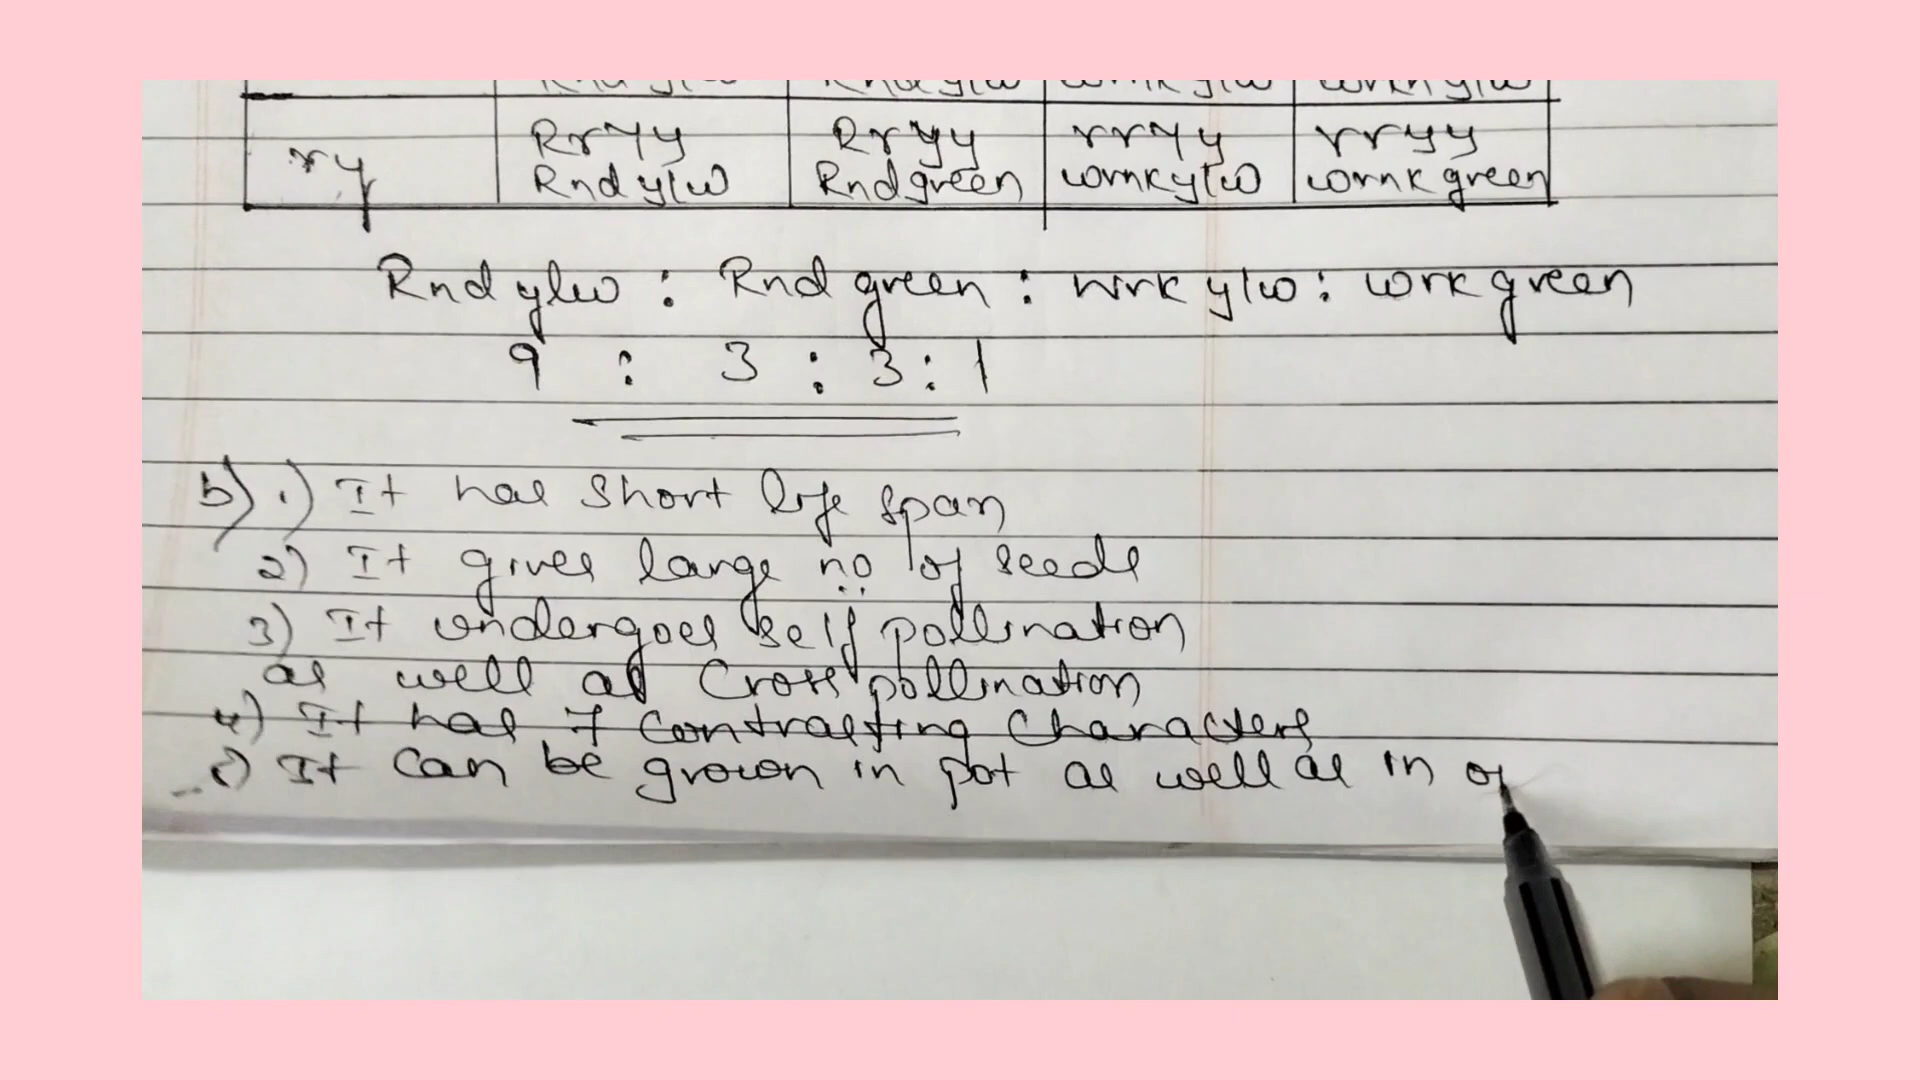 ry RrYy Rryy rrYy rryy
Rnd ylw Rnd green wrnk ylw wrnk green
Rnd ylw : Rnd green : wrk ylw : wrk green
9 : 3 : 3 : 1
b) 1) It has short life span
2) It gives large no of seeds
3) It undergoes self pollination
as well as Cross pollination
4) It has 7 Contrasting Characters
It can be grown in pot as well as in